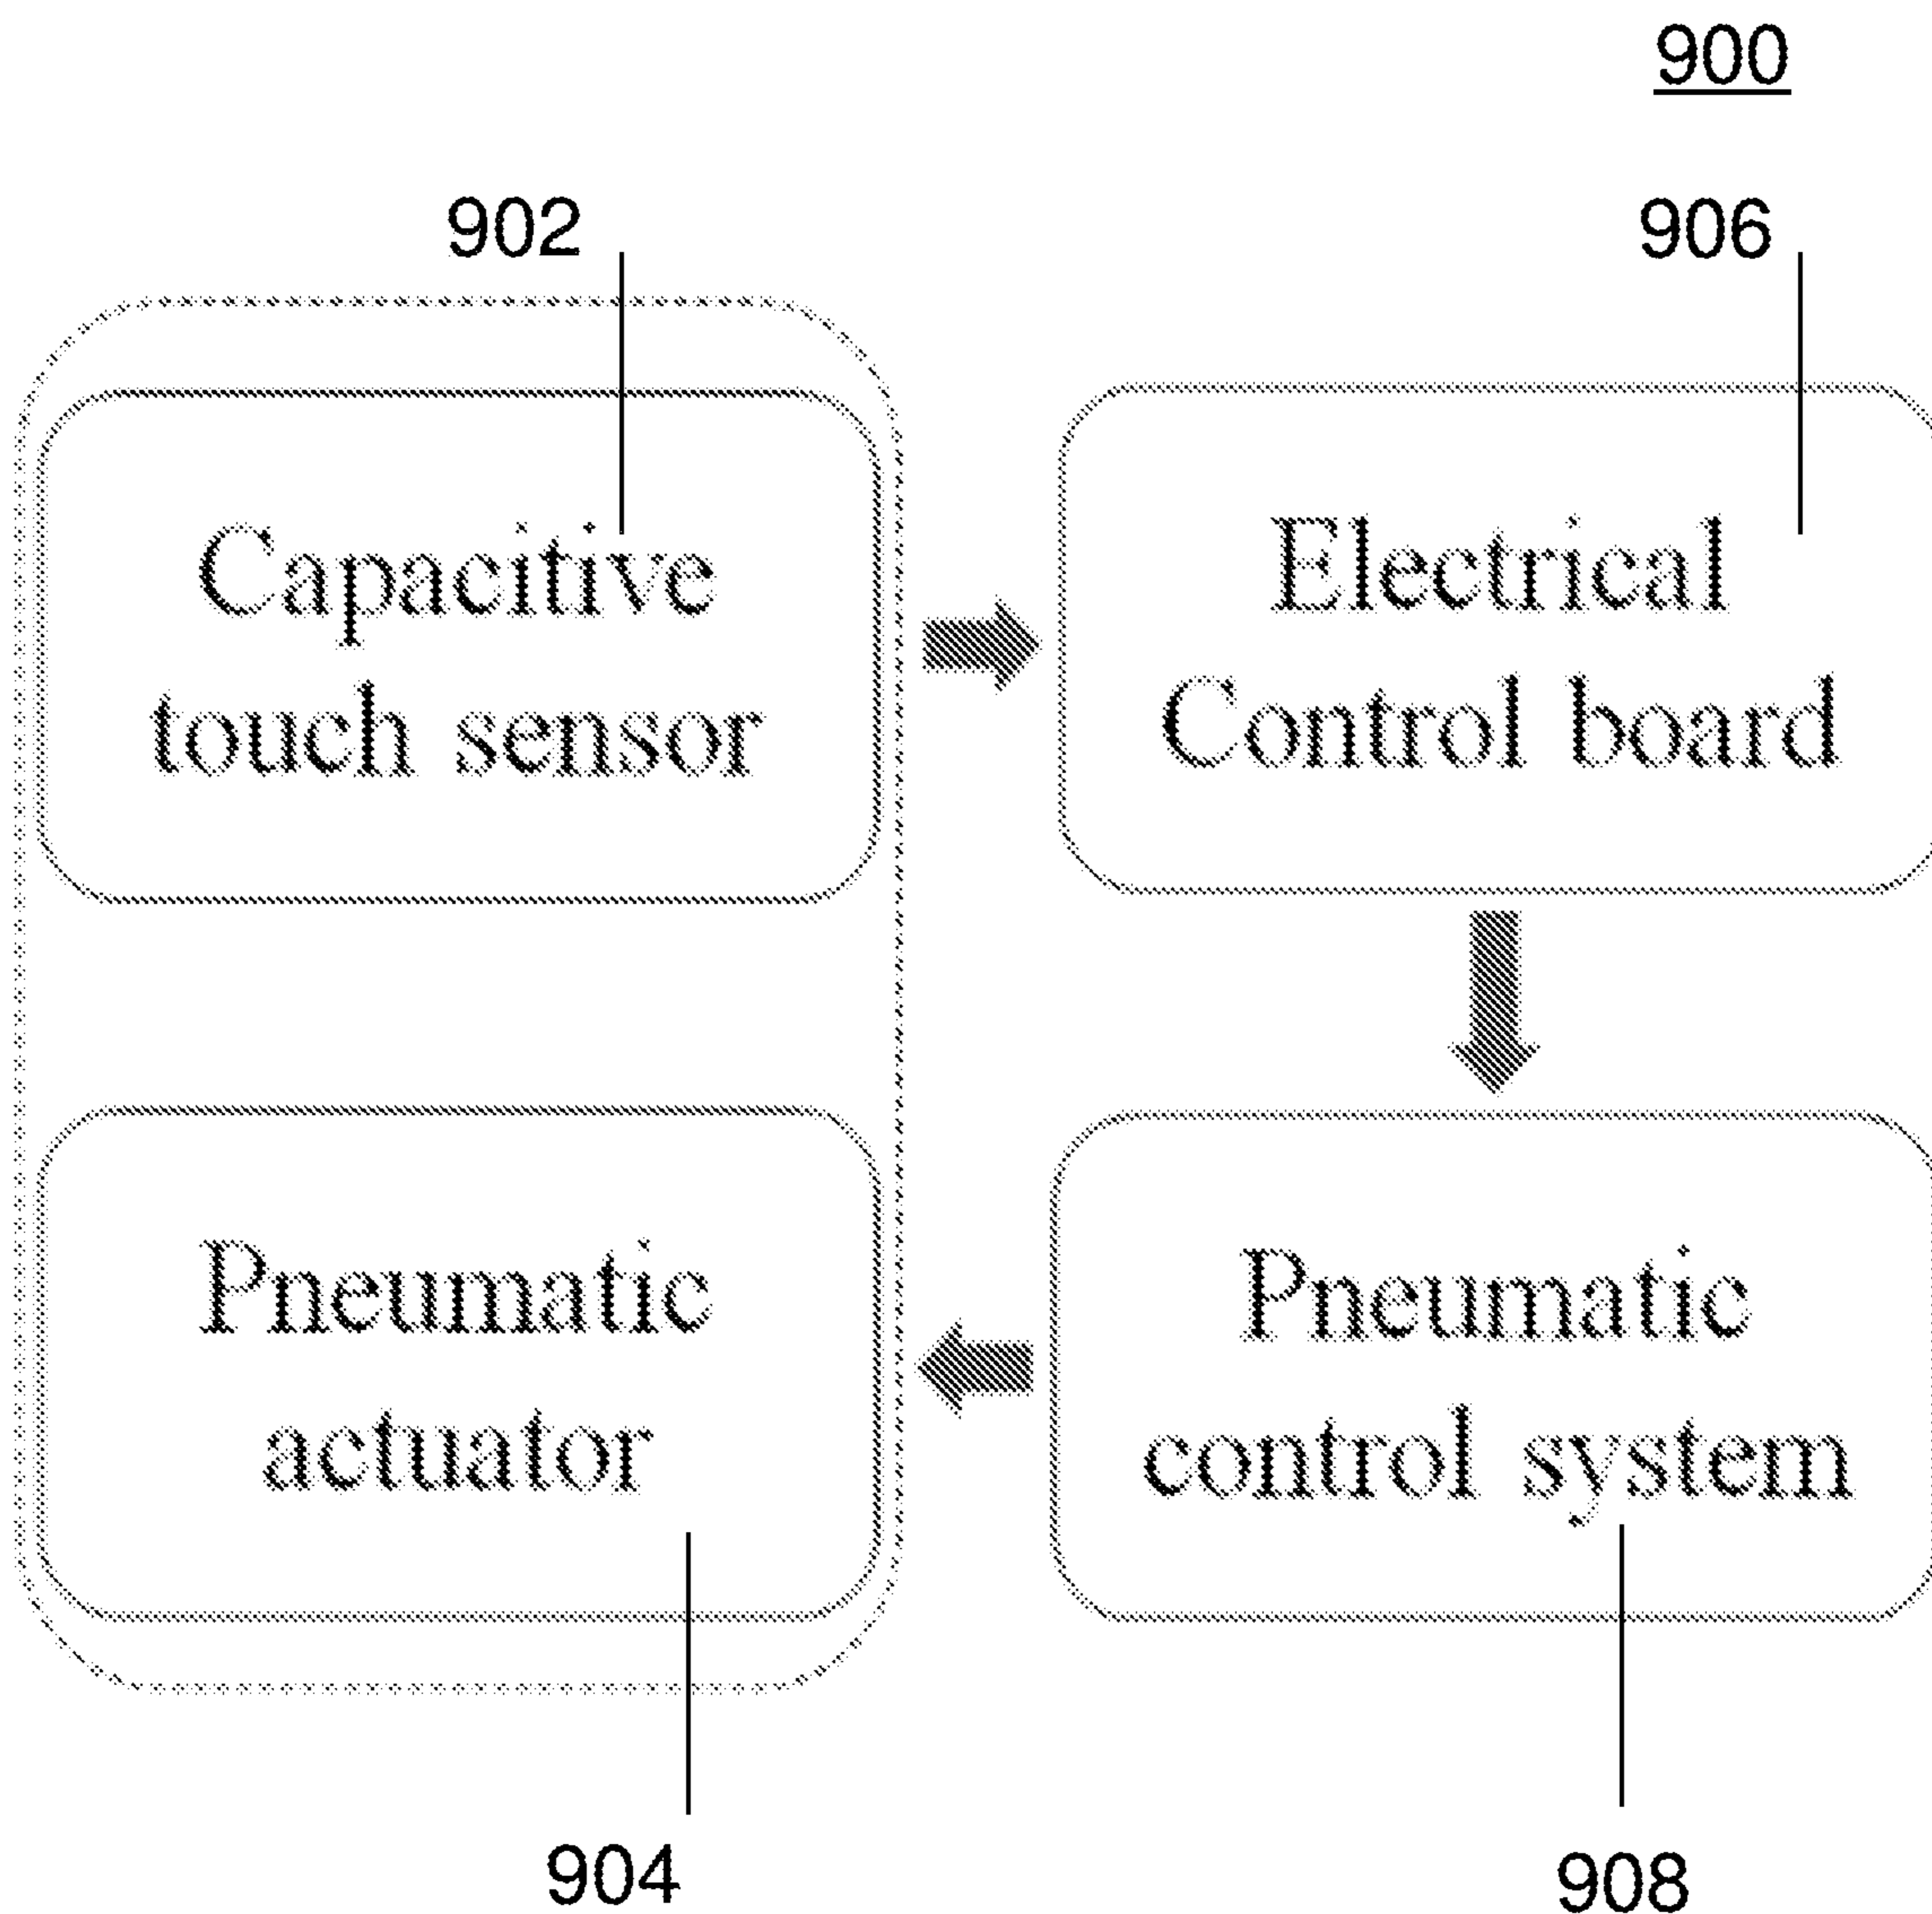 900
902
906
Capacitive
touch sensor
Electrical
Control board
Pneumatic
actuator
Pneumatic
control system
904
908